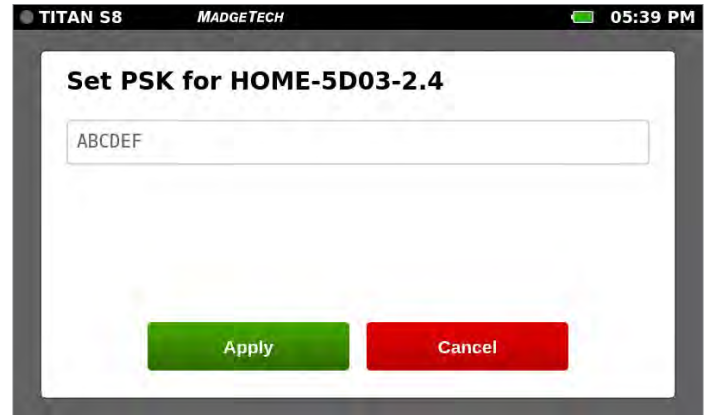 TITAN S8 MADGETECH 05:39 PM
Set PSK for HOME-5D03-2.4
ABCDEF
Apply Cancel